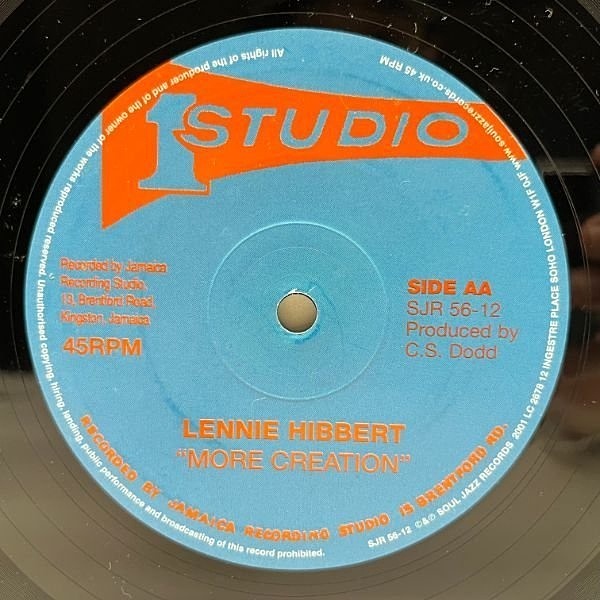 1 STUDIO
Recorded by Jamaica
Recording Studio,
13, Brentford Road,
Kingston, Jamaica
45RPM
SIDE AA
SJR 56-12
Produced by
C.S. Dodd
LENNIE HIBBERT
"MORE CREATION"
RECORDED BY JAMAICA RECORDING STUDIO 13 BRENTFORD RD.
All rights of the producer and of the owner of the works reproduced reserved. Unauthorised copying, hiring, lending, public performance and broadcasting of this record prohibited.
SJR 56-12 ©&℗ SOUL JAZZ RECORDS 2001 LC 2678 12 INGESTRE PLACE SOHO LONDON W1F 0JF www.souljazzrecords.co.uk 45 RPM